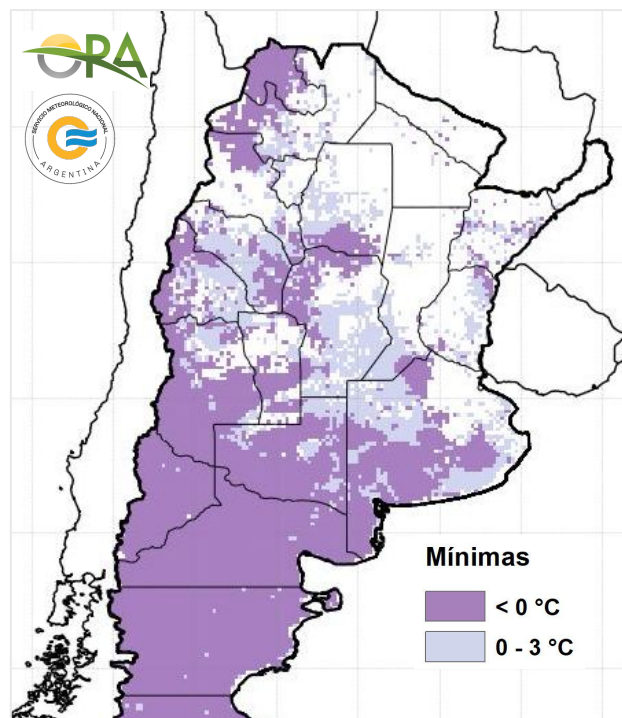 ORA
SERVICIO METEOROLÓGICO NACIONAL
ARGENTINA
Mínimas
< 0 °C
0 - 3 °C